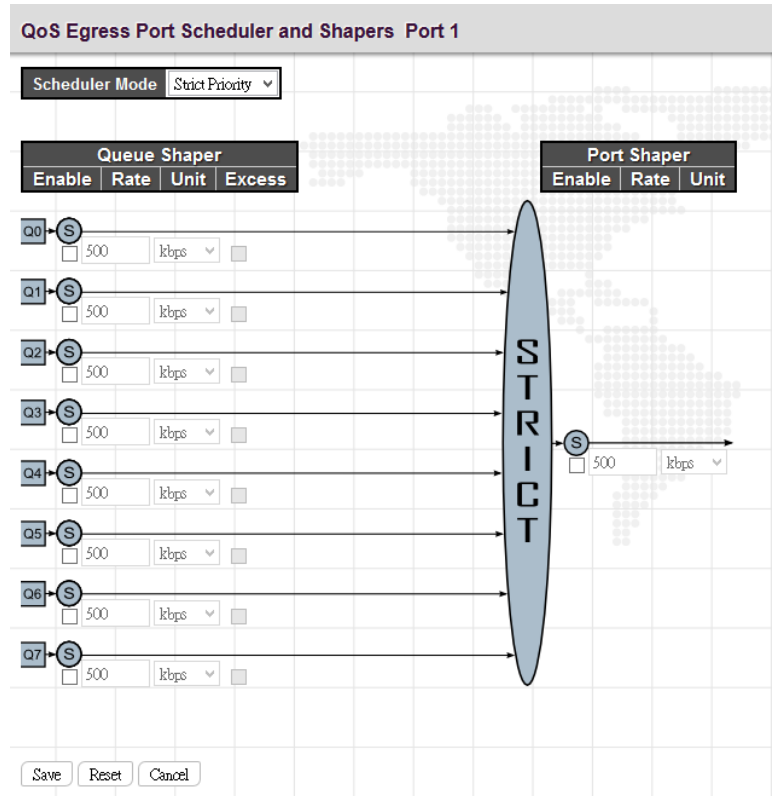 QoS Egress Port Scheduler and Shapers Port 1
Scheduler Mode Strict Priority
Queue Shaper
Enable Rate Unit Excess
Port Shaper
Enable Rate Unit
Q0 S
500 kbps
Q1 S
500 kbps
Q2 S
500 kbps
Q3 S
500 kbps
Q4 S
500 kbps
Q5 S
500 kbps
Q6 S
500 kbps
Q7 S
500 kbps
STRICT
S
500 kbps
Save Reset Cancel